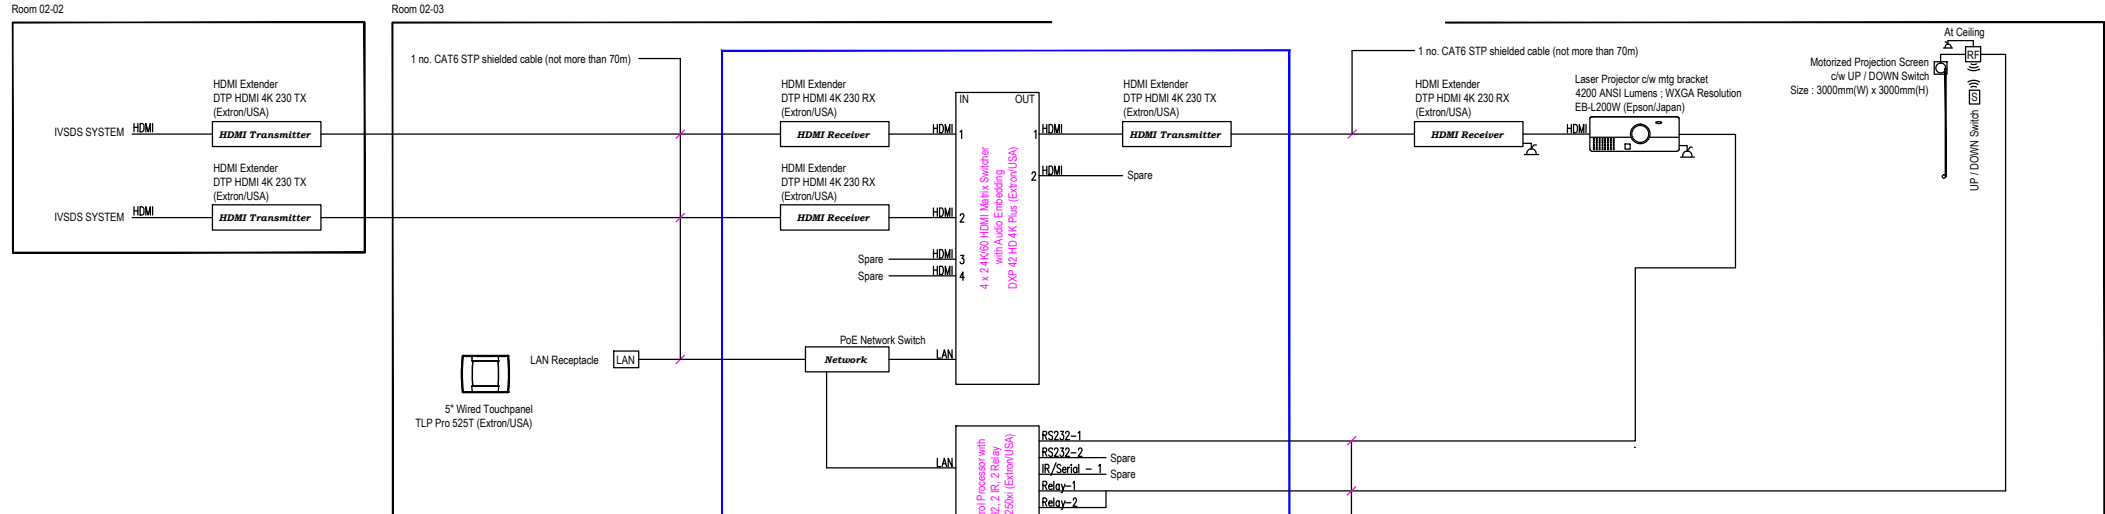 Room 02-02
Room 02-03
1 no. CAT6 STP shielded cable (not more than 70m)
1 no. CAT6 STP shielded cable (not more than 70m)
At Ceiling
RF
Motorized Projection Screen
c/w UP / DOWN Switch
Size : 3000mm(W) x 3000mm(H)
S
UP / DOWN Switch
HDMI Extender
DTP HDMI 4K 230 TX
(Extron/USA)
IVSDS SYSTEM
HDMI
HDMI Transmitter
HDMI Extender
DTP HDMI 4K 230 RX
(Extron/USA)
HDMI Receiver
HDMI
1
IN
OUT
1
HDMI
HDMI Extender
DTP HDMI 4K 230 TX
(Extron/USA)
HDMI Transmitter
HDMI Extender
DTP HDMI 4K 230 RX
(Extron/USA)
HDMI Receiver
HDMI
Laser Projector c/w mtg bracket
4200 ANSI Lumens ; WXGA Resolution
EB-L200W (Epson/Japan)
HDMI Extender
DTP HDMI 4K 230 TX
(Extron/USA)
IVSDS SYSTEM
HDMI
HDMI Transmitter
HDMI Extender
DTP HDMI 4K 230 RX
(Extron/USA)
HDMI Receiver
HDMI
2
2
HDMI
Spare
4 x 2 4K/60 HDMI Matrix Switcher
with Audio Embedding
DXP 42 HD 4K Plus (Extron/USA)
Spare
HDMI
3
Spare
HDMI
4
PoE Network Switch
LAN Receptacle
LAN
Network
LAN
5" Wired Touchpanel
TLP Pro 525T (Extron/USA)
LAN
Processor with
2 IR, 2 Relay
(Extron/USA)
RS232-1
RS232-2
Spare
IR/Serial - 1
Spare
Relay-1
Relay-2